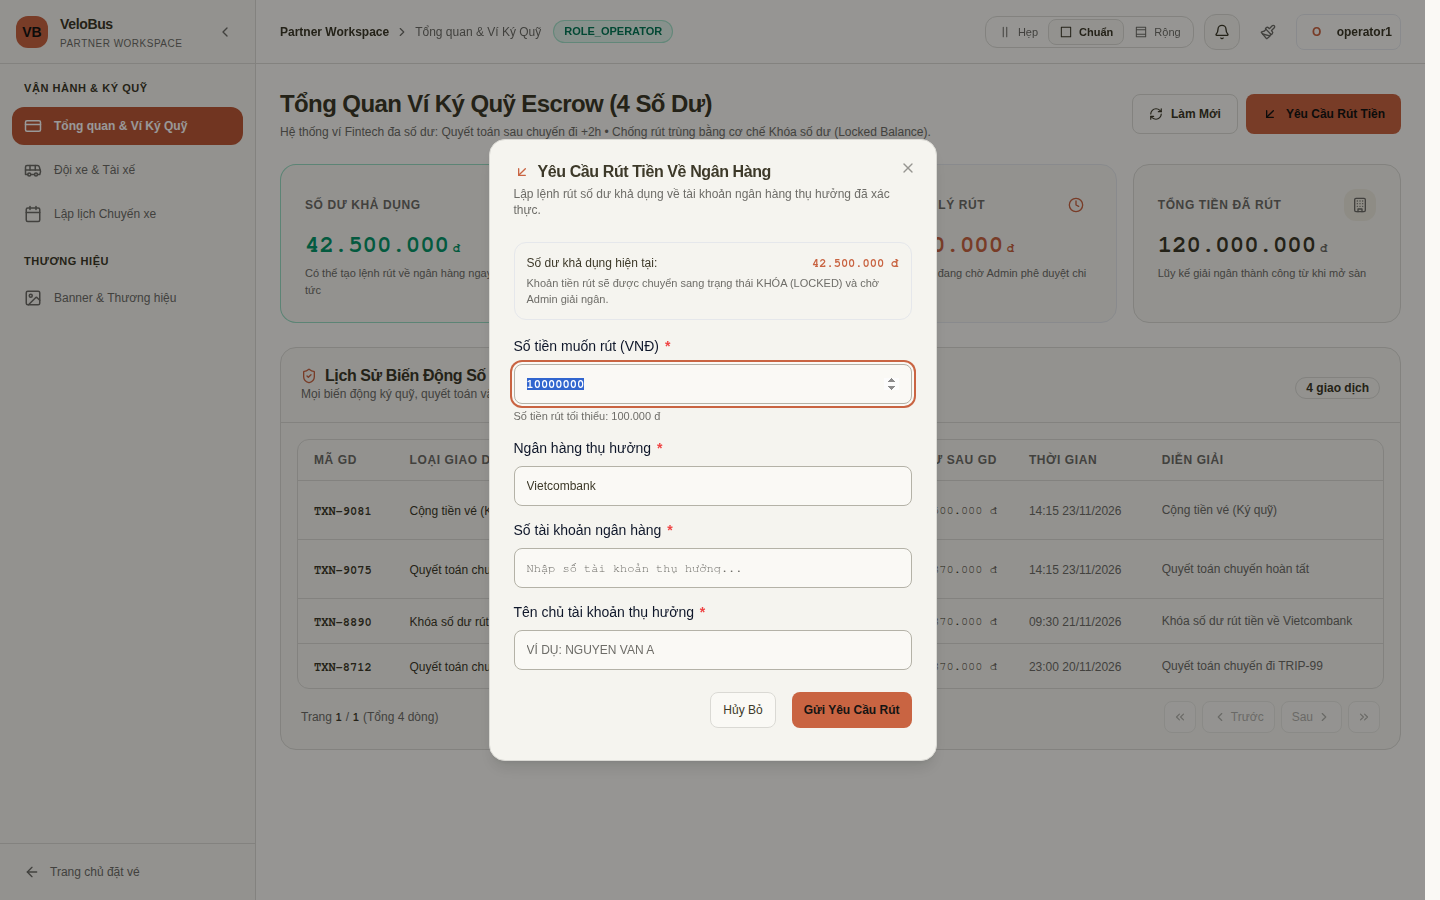 VB
VeloBus
PARTNER WORKSPACE
VẬN HÀNH & KÝ QUỸ
Tổng quan & Ví Ký Quỹ
Đội xe & Tài xế
Lập lịch Chuyến xe
THƯƠNG HIỆU
Banner & Thương hiệu
Trang chủ đặt vé
Partner Workspace
Tổng quan & Ví Ký Quỹ
ROLE_OPERATOR
Hẹp
Chuẩn
Rộng
O
operator1
Tổng Quan Ví Ký Quỹ Escrow (4 Số Dư)
Hệ thống ví Fintech đa số dư: Quyết toán sau chuyến đi +2h • Chống rút trùng bằng cơ chế Khóa số dư (Locked Balance).
Làm Mới
Yêu Cầu Rút Tiền
SỐ DƯ KHẢ DỤNG
42.500.000 đ
Có thể tạo lệnh rút về ngân hàng ngay
tức
LÝ RÚT
0.000 đ
đang chờ Admin phê duyệt chi
TỔNG TIỀN ĐÃ RÚT
120.000.000 đ
Lũy kế giải ngân thành công từ khi mở sàn
Lịch Sử Biến Động Số
Mọi biến động ký quỹ, quyết toán
4 giao dịch
MÃ GD
LOẠI GIAO D
SAU GD
THỜI GIAN
DIỄN GIẢI
TXN-9081
Cộng tiền vé (K
00.000 đ
14:15 23/11/2026
Cộng tiền vé (Ký quỹ)
TXN-9075
Quyết toán chu
70.000 đ
14:15 23/11/2026
Quyết toán chuyến hoàn tất
TXN-8890
Khóa số dư rút
70.000 đ
09:30 21/11/2026
Khóa số dư rút tiền về Vietcombank
TXN-8712
Quyết toán chu
70.000 đ
23:00 20/11/2026
Quyết toán chuyến đi TRIP-99
Trang 1 / 1 (Tổng 4 dòng)
Trước
Sau
Yêu Cầu Rút Tiền Về Ngân Hàng
Lập lệnh rút số dư khả dụng về tài khoản ngân hàng thụ hưởng đã xác
thực.
Số dư khả dụng hiện tại:
42.500.000 đ
Khoản tiền rút sẽ được chuyển sang trạng thái KHÓA (LOCKED) và chờ
Admin giải ngân.
Số tiền muốn rút (VNĐ) *
10000000
Số tiền rút tối thiểu: 100.000 đ
Ngân hàng thụ hưởng *
Vietcombank
Số tài khoản ngân hàng *
Nhập số tài khoản thụ hưởng...
Tên chủ tài khoản thụ hưởng *
VÍ DỤ: NGUYEN VAN A
Hủy Bỏ
Gửi Yêu Cầu Rút